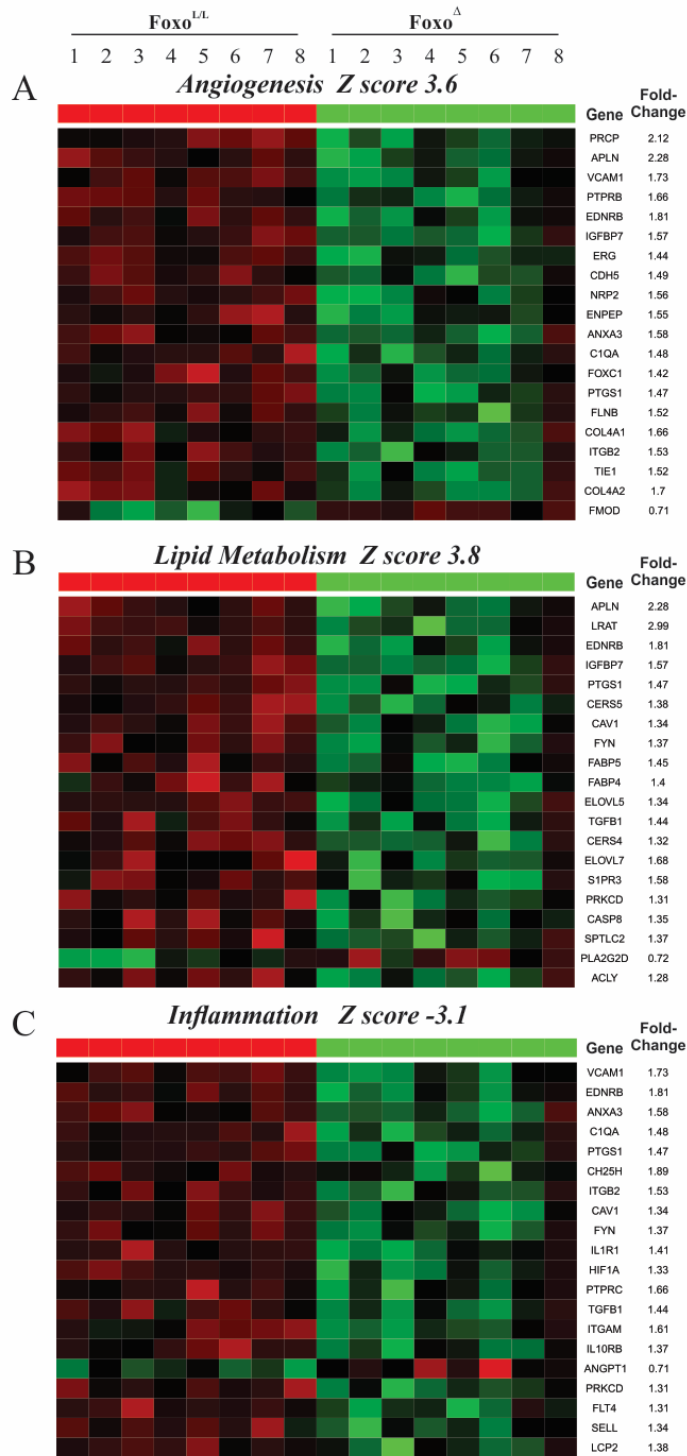 Foxo^L/L Foxo^Δ
1 2 3 4 5 6 7 8 1 2 3 4 5 6 7 8
A Angiogenesis Z score 3.6
Gene Fold-Change
PRCP 2.12
APLN 2.28
VCAM1 1.73
PTPRB 1.66
EDNRB 1.81
IGFBP7 1.57
ERG 1.44
CDH5 1.49
NRP2 1.56
ENPEP 1.55
ANXA3 1.58
C1QA 1.48
FOXC1 1.42
PTGS1 1.47
FLNB 1.52
COL4A1 1.66
ITGB2 1.53
TIE1 1.52
COL4A2 1.7
FMOD 0.71
B Lipid Metabolism Z score 3.8
Gene Fold-Change
APLN 2.28
LRAT 2.99
EDNRB 1.81
IGFBP7 1.57
PTGS1 1.47
CERS5 1.38
CAV1 1.34
FYN 1.37
FABP5 1.45
FABP4 1.4
ELOVL5 1.34
TGFB1 1.44
CERS4 1.32
ELOVL7 1.68
S1PR3 1.58
PRKCD 1.31
CASP8 1.35
SPTLC2 1.37
PLA2G2D 0.72
ACLY 1.28
C Inflammation Z score -3.1
Gene Fold-Change
VCAM1 1.73
EDNRB 1.81
ANXA3 1.58
C1QA 1.48
PTGS1 1.47
CH25H 1.89
ITGB2 1.53
CAV1 1.34
FYN 1.37
IL1R1 1.41
HIF1A 1.33
PTPRC 1.66
TGFB1 1.44
ITGAM 1.61
IL10RB 1.37
ANGPT1 0.71
PRKCD 1.31
FLT4 1.31
SELL 1.34
LCP2 1.38